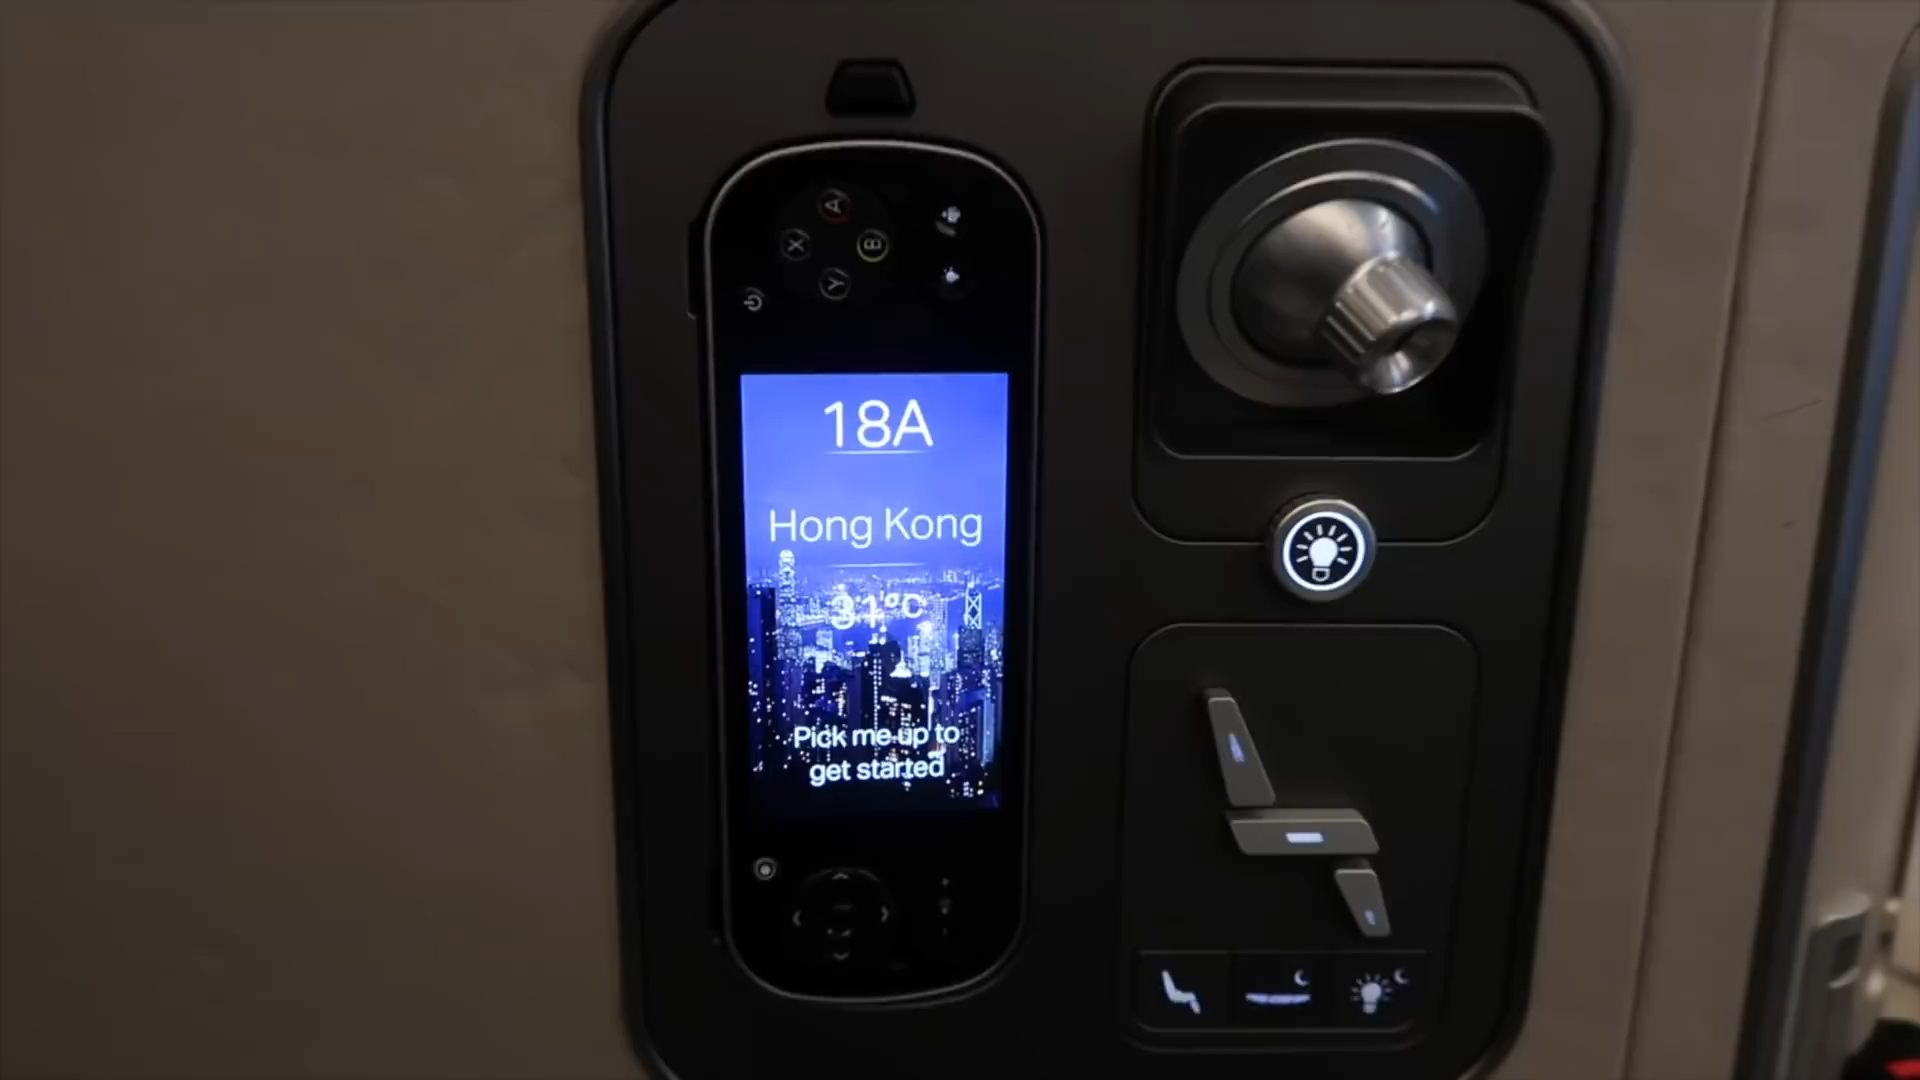 A
X
B
Y
18A
Hong Kong
31°C
Pick me up to
get started